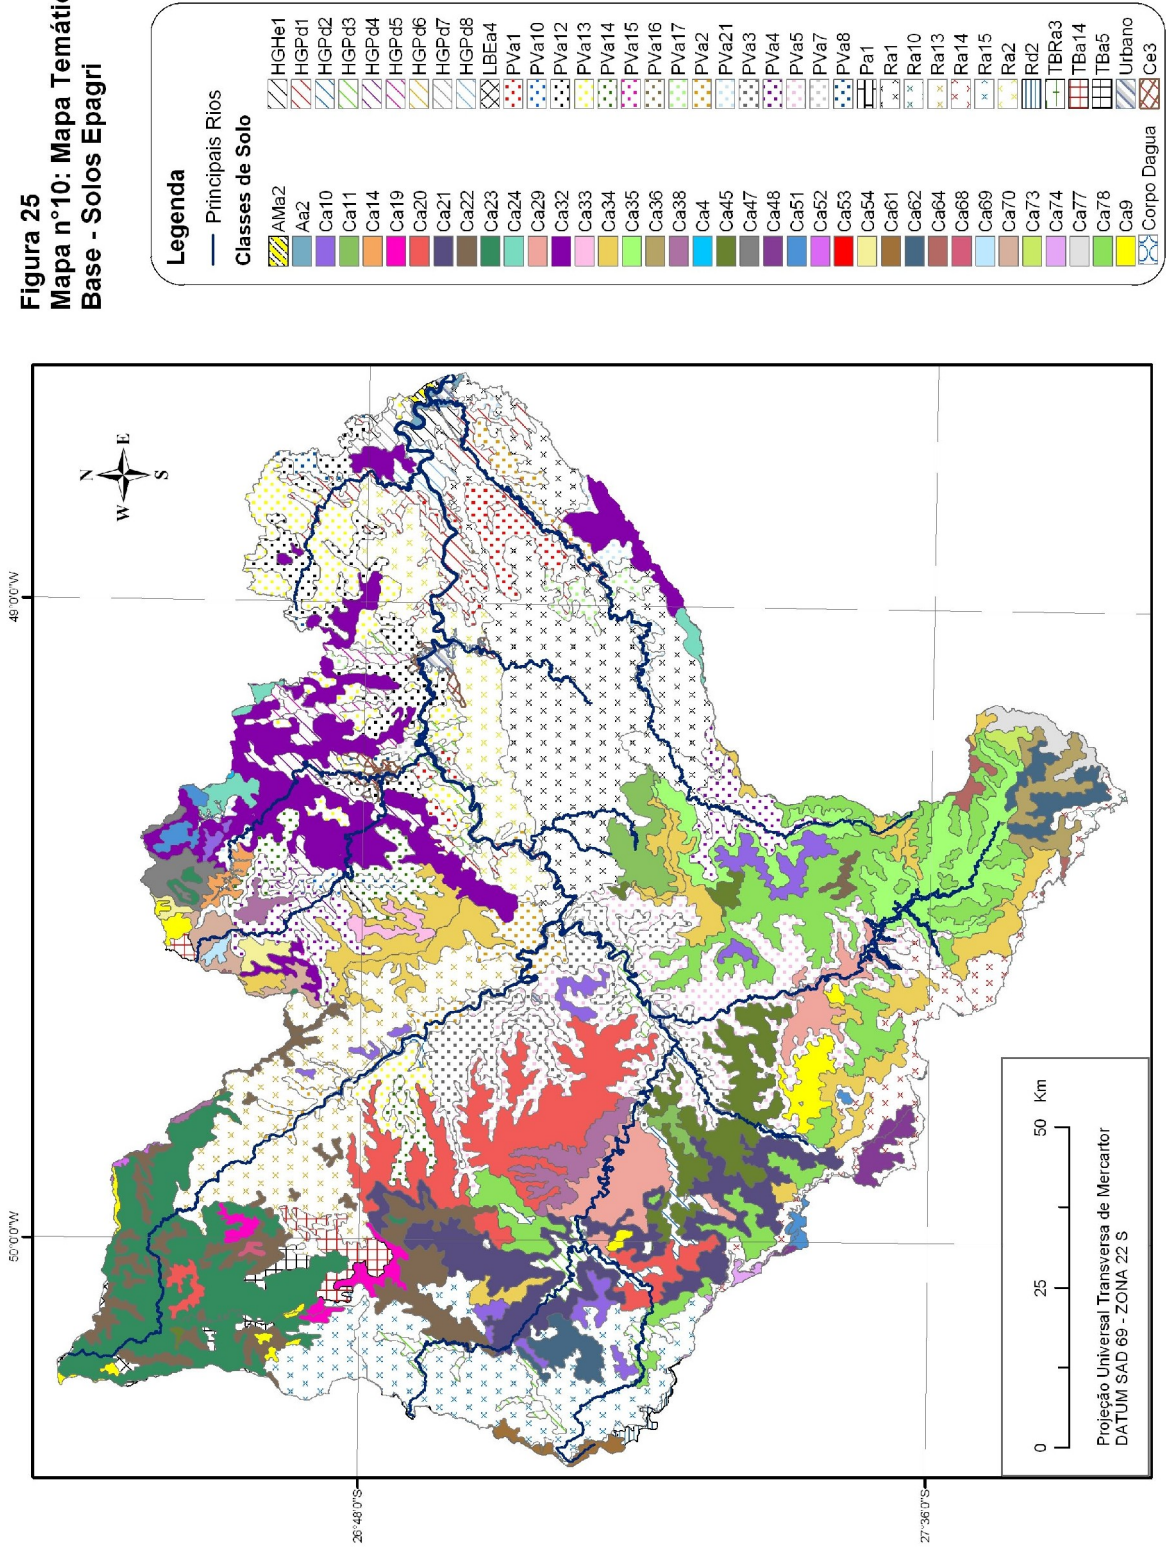 Figura 25
Mapa n°10: Mapa Temátic
Base - Solos Epagri
Legenda
Principais Rios
Classes de Solo
AMa2
Aa2
Ca10
Ca11
Ca14
Ca19
Ca20
Ca21
Ca22
Ca23
Ca24
Ca29
Ca32
Ca33
Ca34
Ca35
Ca36
Ca38
Ca4
Ca45
Ca47
Ca48
Ca51
Ca52
Ca53
Ca54
Ca61
Ca62
Ca64
Ca68
Ca69
Ca70
Ca73
Ca74
Ca77
Ca78
Ca9
Corpo Dagua
HGHe1
HGPd1
HGPd2
HGPd3
HGPd4
HGPd5
HGPd6
HGPd7
HGPd8
LBEa4
PVa1
PVa10
PVa12
PVa13
PVa14
PVa15
PVa16
PVa17
PVa2
PVa21
PVa3
PVa4
PVa5
PVa7
PVa8
Pa1
Ra1
Ra10
Ra13
Ra14
Ra15
Ra2
Rd2
TBRa3
TBa14
TBa5
Urbano
Ce3
N
W E
S
50°0'0"W
49°0'0"W
26°48'0"S
27°36'0"S
0 25 50 Km
Projeção Universal Transversa de Mercartor
DATUM SAD 69 - ZONA 22 S